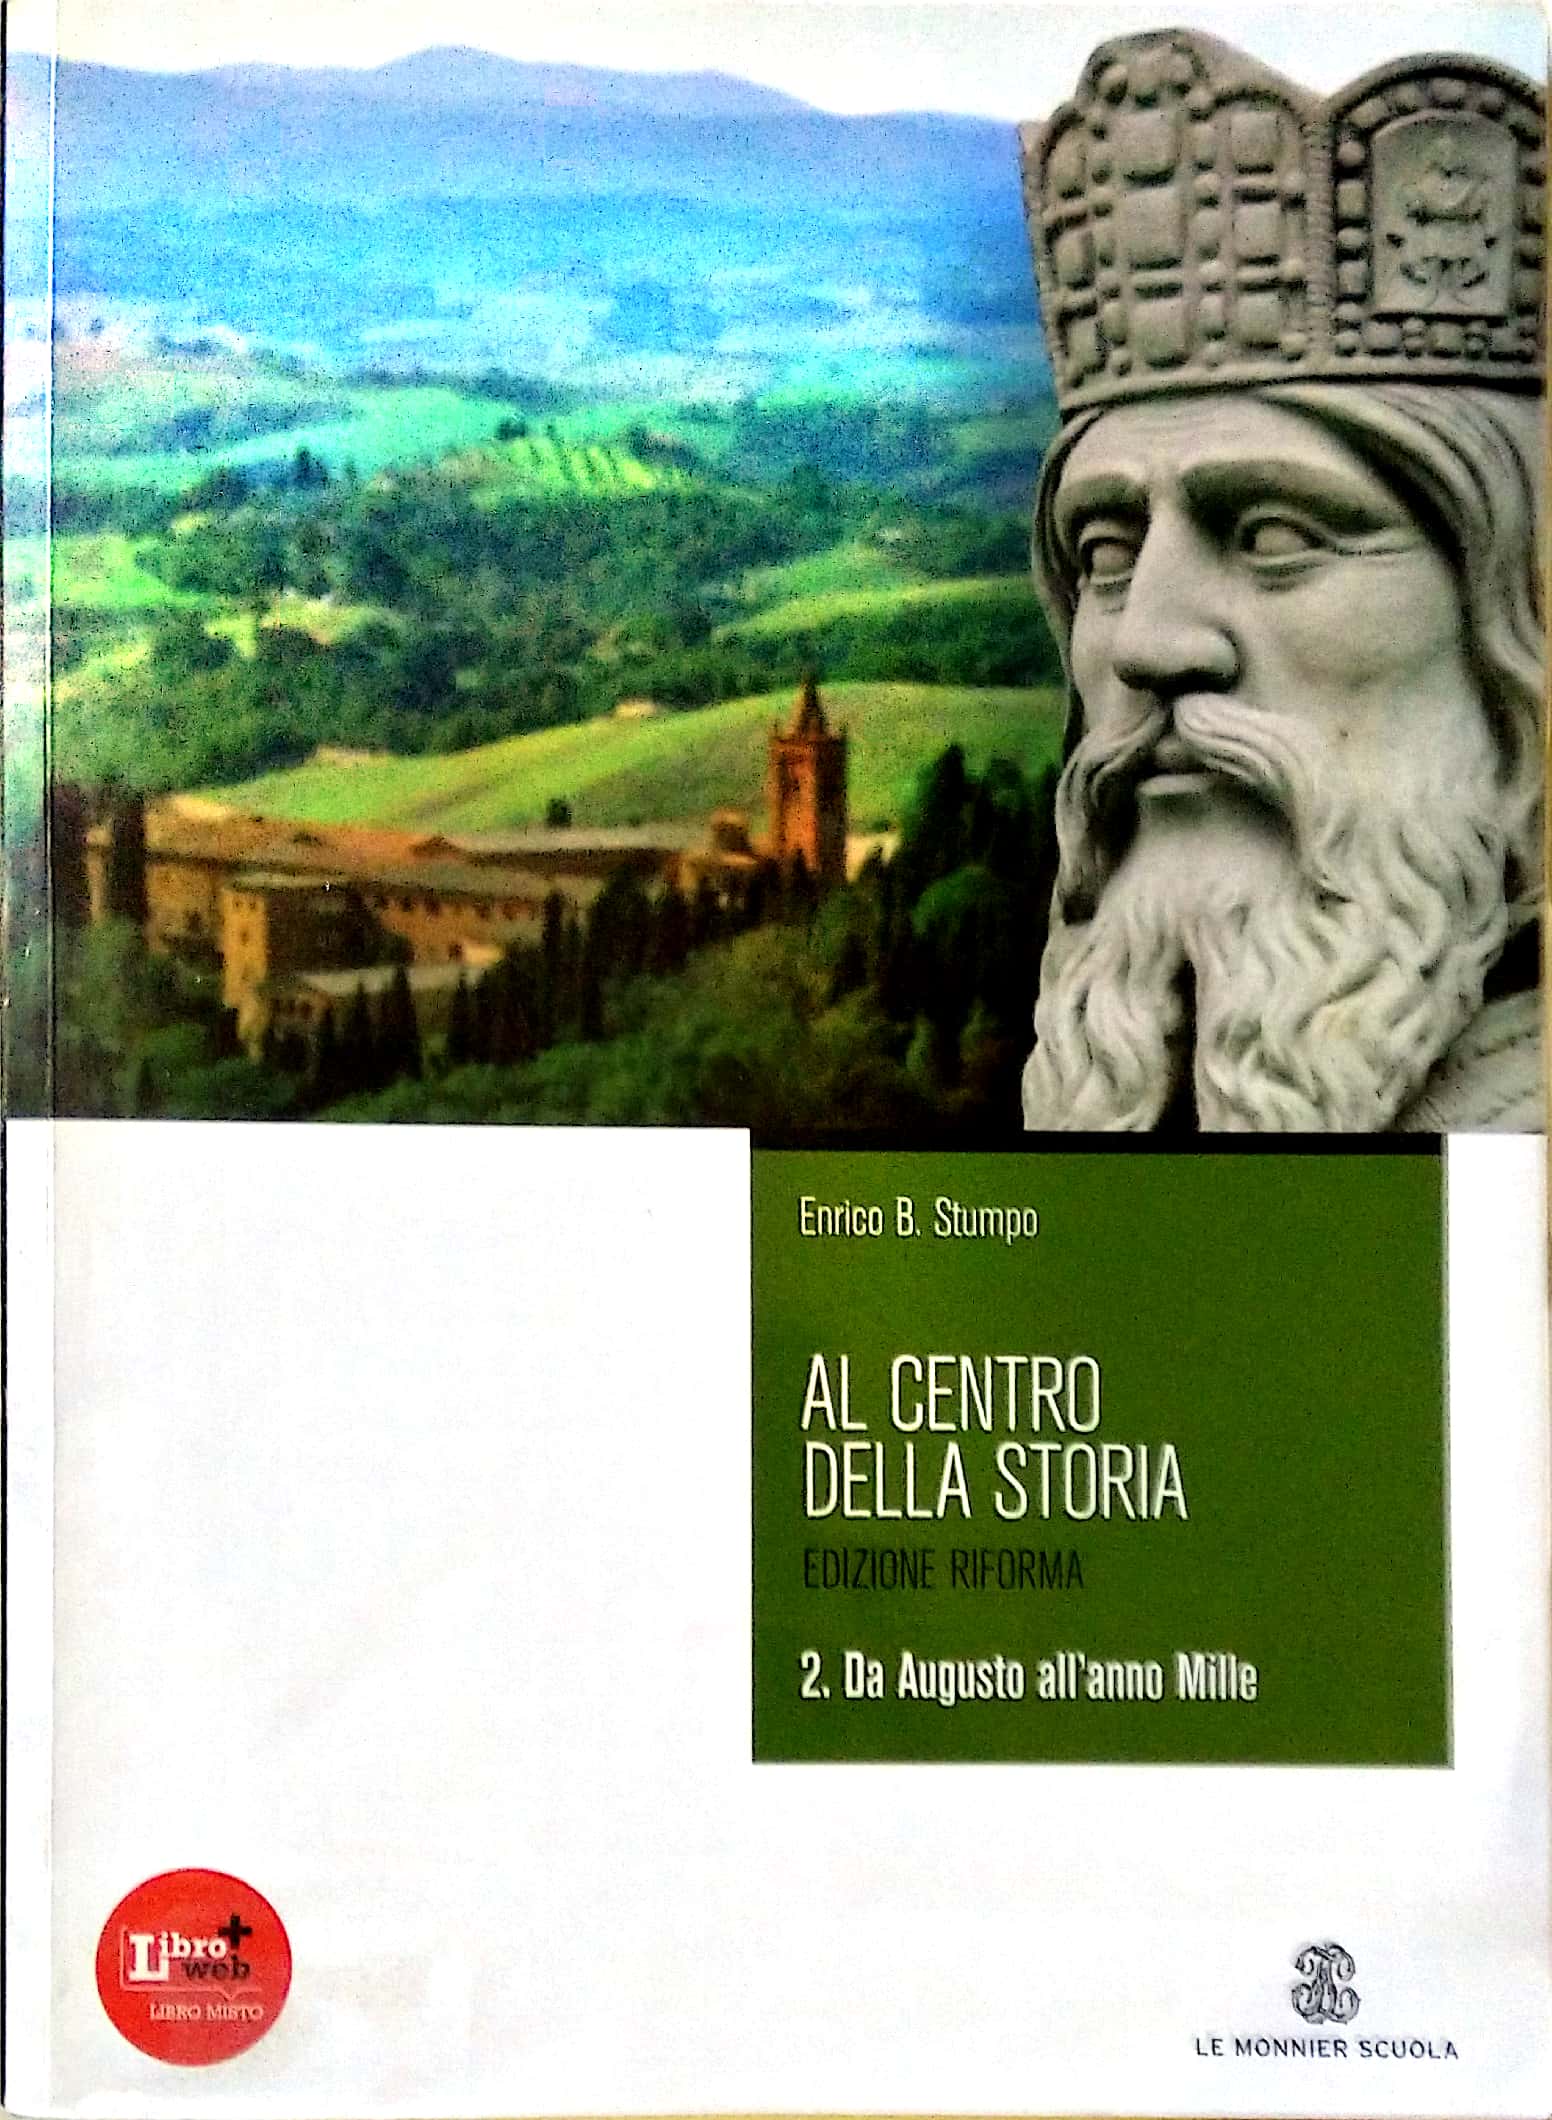 Enrico B. Stumpo
AL CENTRO
DELLA STORIA
EDIZIONE RIFORMA
2. Da Augusto all'anno Mille
Libro+
web
LIBRO MISTO
LE MONNIER SCUOLA